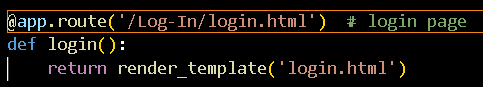 @app.route('/Log-In/login.html')  # login page
def login():
    return render_template('login.html')